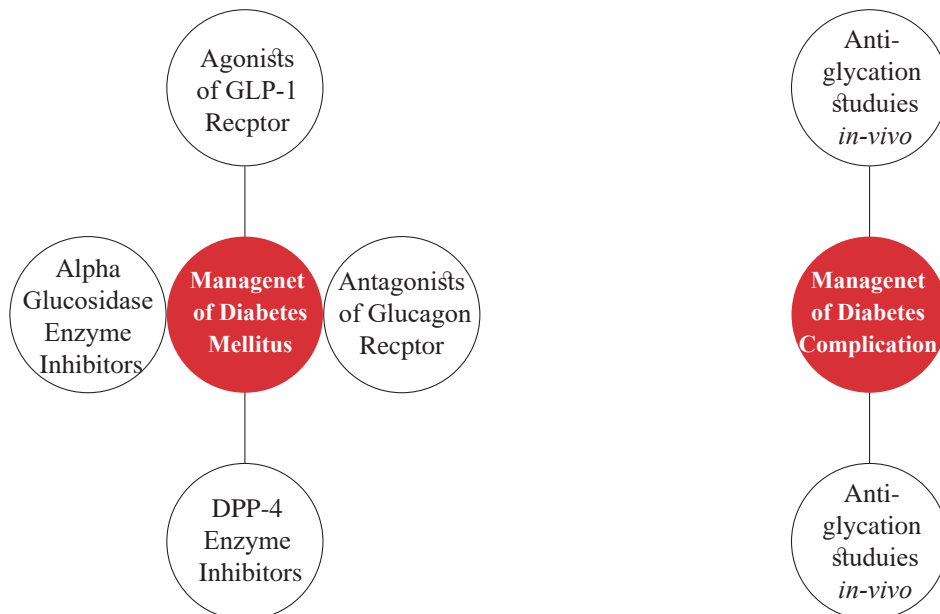 Agonists
of GLP-1
Recptor
Anti-
glycation
studuies
in-vivo
Alpha
Glucosidase
Enzyme
Inhibitors
Managenet
of Diabetes
Mellitus
Antagonists
of Glucagon
Recptor
Managenet
of Diabetes
Complication
DPP-4
Enzyme
Inhibitors
Anti-
glycation
studuies
in-vivo